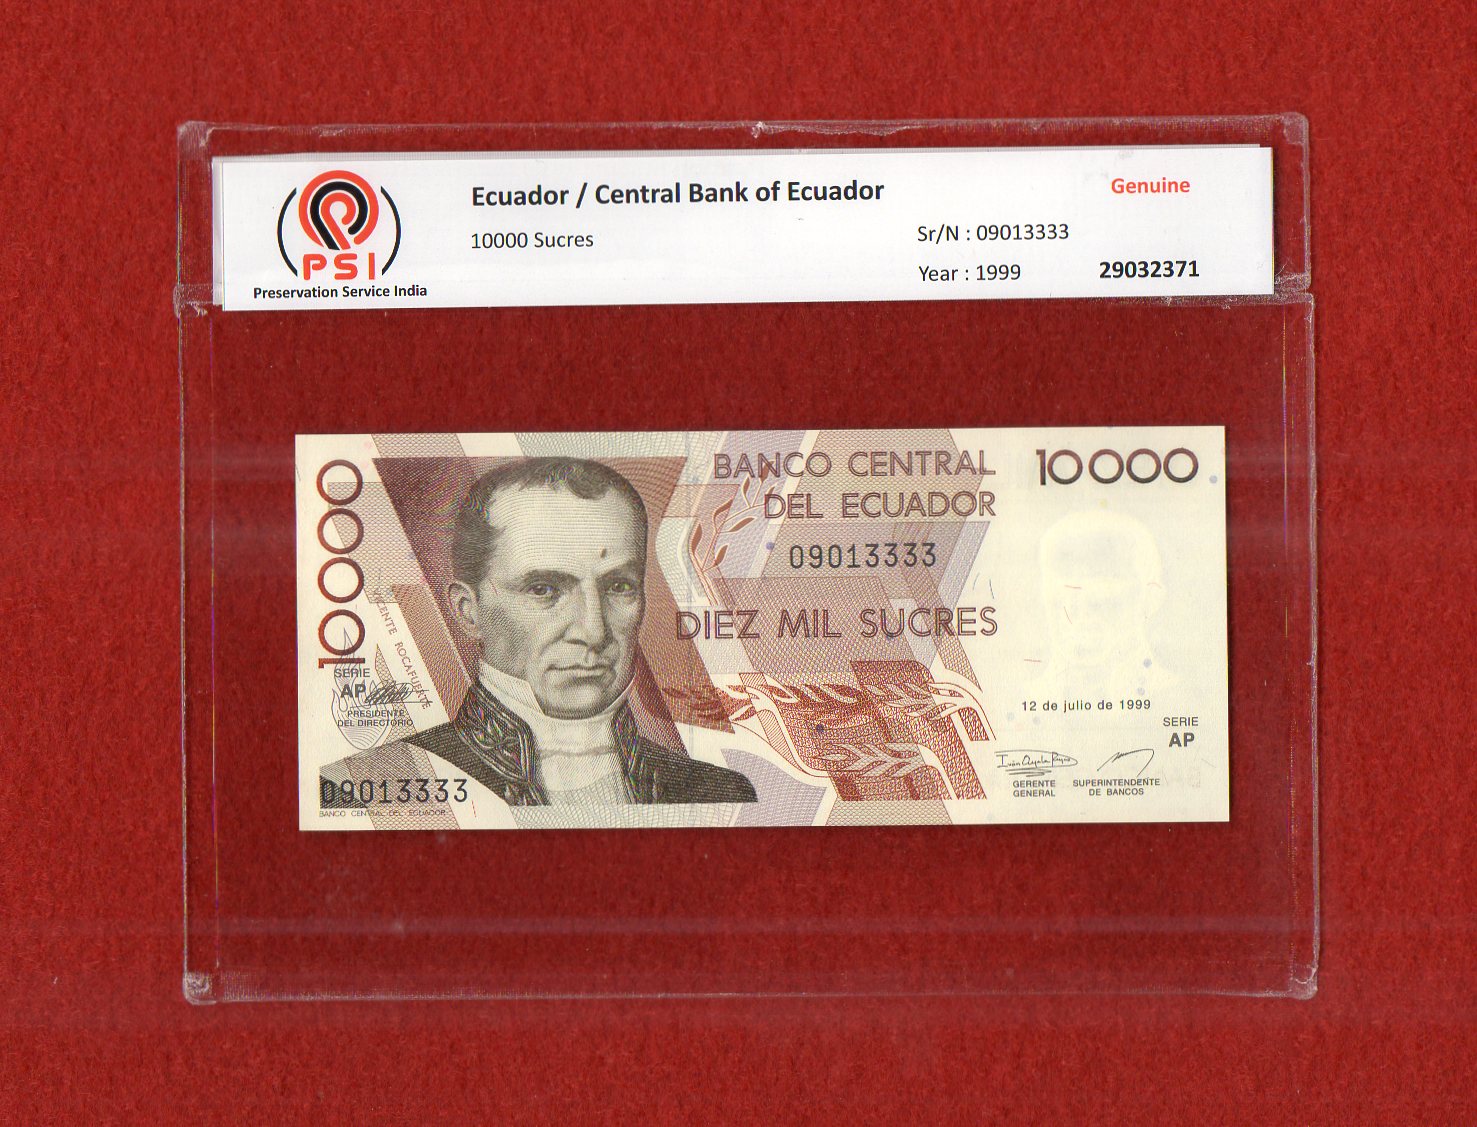 PSI
Preservation Service India
Ecuador / Central Bank of Ecuador
10000 Sucres
Genuine
Sr/N : 09013333
Year : 1999
29032371
10000
BANCO CENTRAL
DEL ECUADOR
10000
09013333
DIEZ MIL SUCRES
VICENTE ROCAFUERTE
SERIE
AP
PRESIDENTE
DEL DIRECTORIO
09013333
BANCO CENTRAL DEL ECUADOR
12 de julio de 1999
SERIE
AP
GERENTE
GENERAL
SUPERINTENDENTE
DE BANCOS